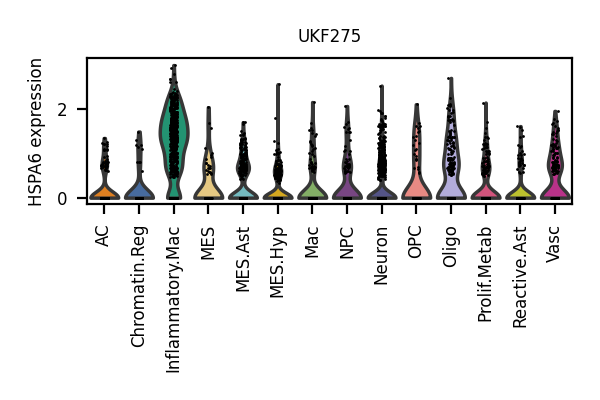 UKF275
HSPA6 expression
2
0
AC
Chromatin.Reg
Inflammatory.Mac
MES
MES.Ast
MES.Hyp
Mac
NPC
Neuron
OPC
Oligo
Prolif.Metab
Reactive.Ast
Vasc